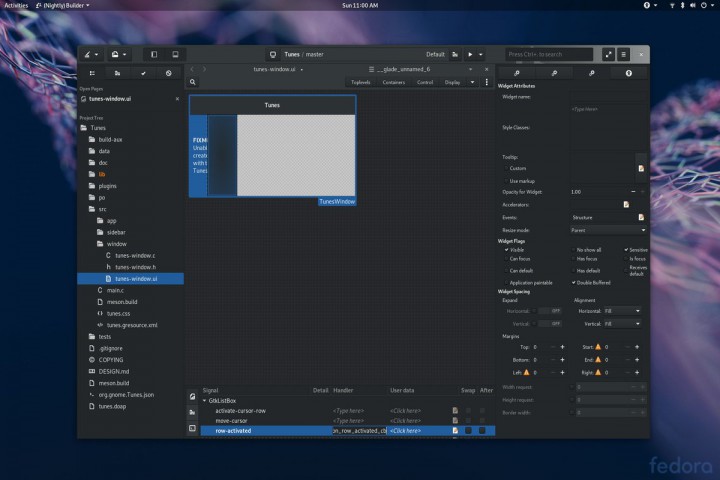 Activities (Nightly) Builder Sun 11:00 AM
Tunes / master Default Press Ctrl+. to search
tunes-window.ui __glade_unnamed_6
Toplevels Containers Control Display
Open Pages
tunes-window.ui
Project Tree
Tunes
build-aux
data
doc
lib
plugins
po
src
app
sidebar
window
tunes-window.c
tunes-window.h
tunes-window.ui
main.c
meson.build
tunes.css
tunes.gresource.xml
tests
.gitignore
COPYING
DESIGN.md
meson.build
org.gnome.Tunes.json
tunes.doap
Tunes
Unabl
create
with t
Tunes
TunesWindow
Signal Detail Handler User data Swap After
GtkListBox
activate-cursor-row <Type here> <Click here>
move-cursor <Type here> <Click here>
row-activated on_row_activated_cb <Click here>
Widget Attributes
Widget name:
<Type Here>
Style Classes:
Tooltip:
Custom
Use markup
Opacity for Widget: 1.00
Accelerators:
Events: Structure
Resize mode: Parent
Widget Flags
Visible No show all Sensitive
Can focus Has focus Is focus
Can default Has default Receives default
Application paintable Double Buffered
Widget Spacing
Expand Alignment
Horizontal: OFF Horizontal: Fill
Vertical: OFF Vertical: Fill
Margins
Top: 0 Start: 0
Bottom: 0 End: 0
Left: 0 Right: 0
Width request: 0
Height request: 0
Border width: 0
fedora